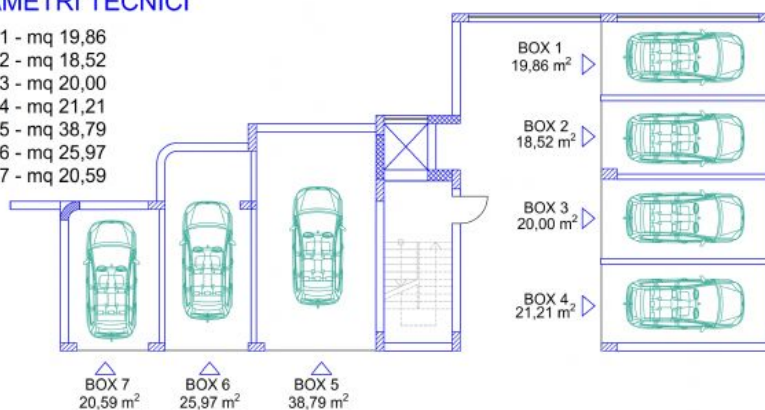 AMETRI TECNICI
1 - mq 19,86
2 - mq 18,52
3 - mq 20,00
4 - mq 21,21
5 - mq 38,79
6 - mq 25,97
7 - mq 20,59
BOX 1
19,86 m²
BOX 2
18,52 m²
BOX 3
20,00 m²
BOX 4
21,21 m²
BOX 7
20,59 m²
BOX 6
25,97 m²
BOX 5
38,79 m²